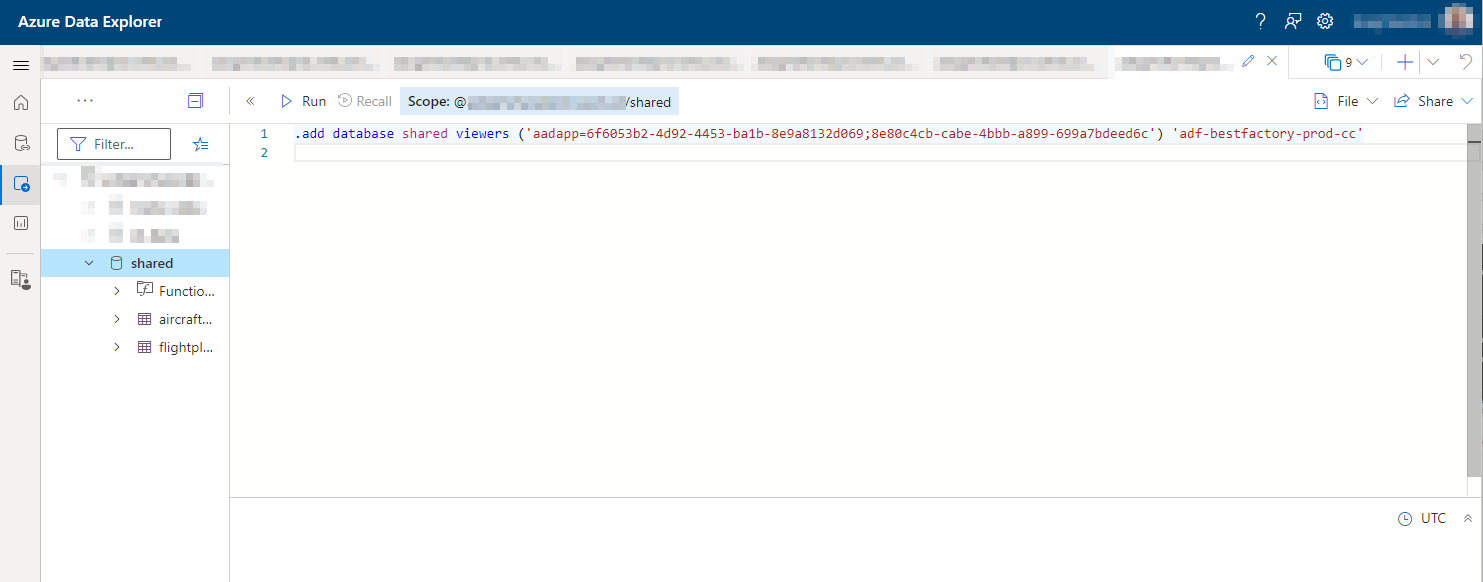 Azure Data Explorer
?
9
Run Recall Scope: @ /shared File Share
Filter...
1 .add database shared viewers ('aadapp=6f6053b2-4d92-4453-ba1b-8e9a8132d069;8e80c4cb-cabe-4bbb-a899-699a7bdeed6c') 'adf-bestfactory-prod-cc'
2
shared
Functio...
aircraft...
flightpl...
UTC